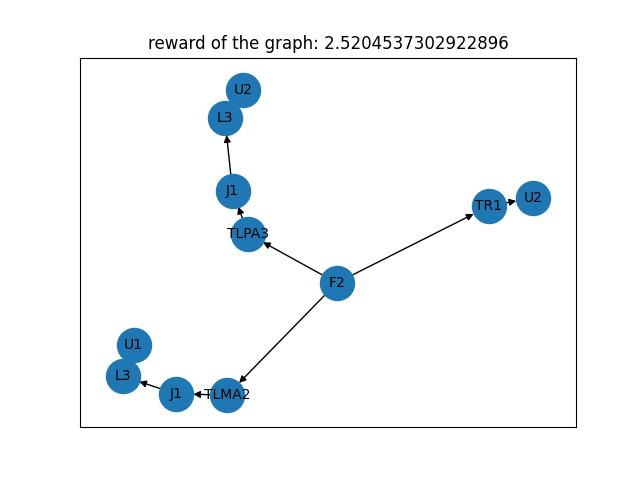 reward of the graph: 2.5204537302922896
U2
L3
J1
TLPA3
TR1
U2
F2
U1
L3
J1
TLMA2